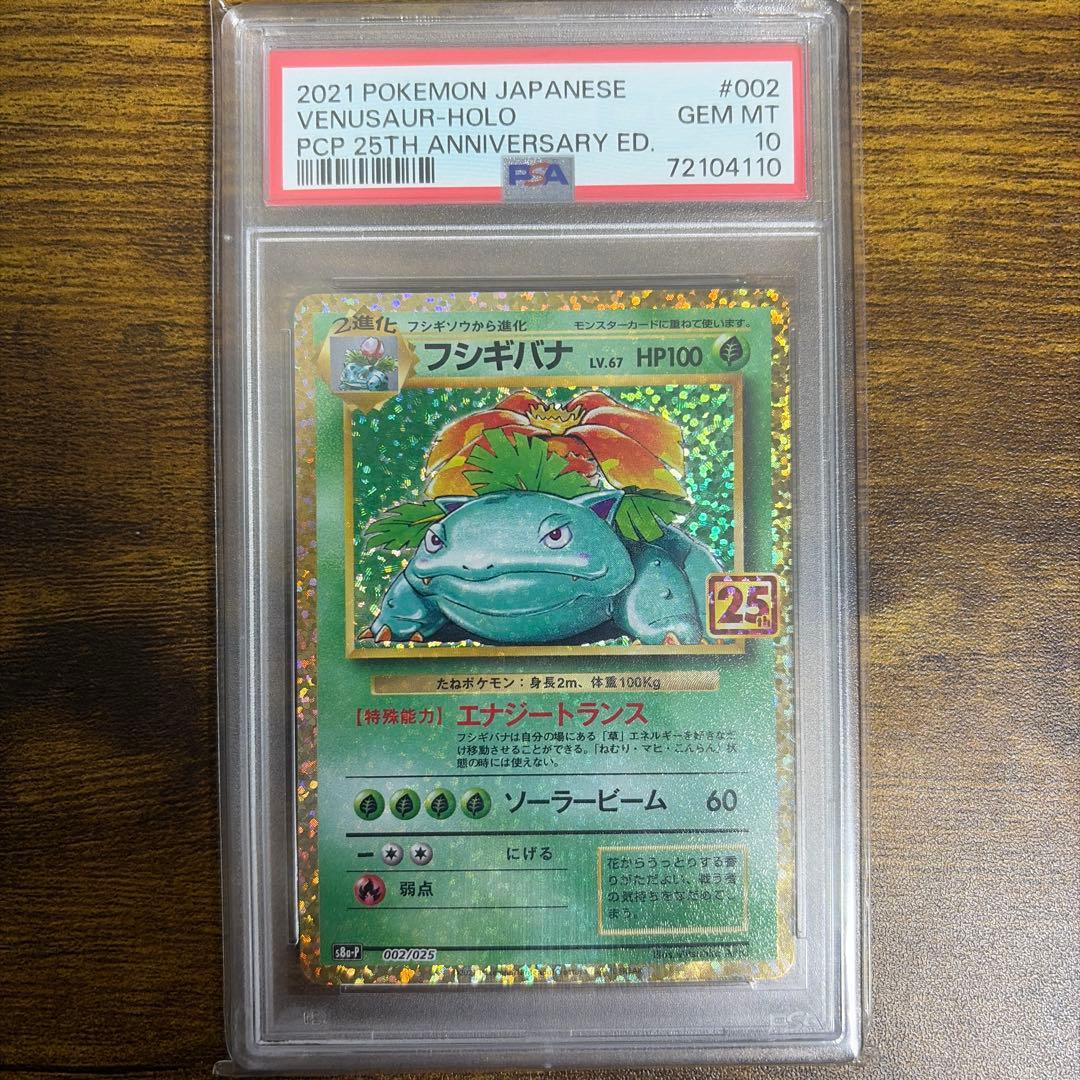 2021 POKEMON JAPANESE #002
VENUSAUR-HOLO GEM MT
PCP 25TH ANNIVERSARY ED. 10
PSA 72104110
2進化 フシギソウから進化 モンスターカードに重ねて使います。
フシギバナ LV.67 HP100
25th
たねポケモン：身長2m、体重100Kg
【特殊能力】エナジートランス
フシギバナは自分の場にある「草」エネルギーを好きなだ
け移動させることができる。「ねむり・マヒ・こんらん」状
態の時には使えない。
ソーラービーム 60
にげる
弱点
花からうっとりする香
りがただよい、戦う者
の気持ちをなだめてし
まう。
s8a-P 002/025
PSA